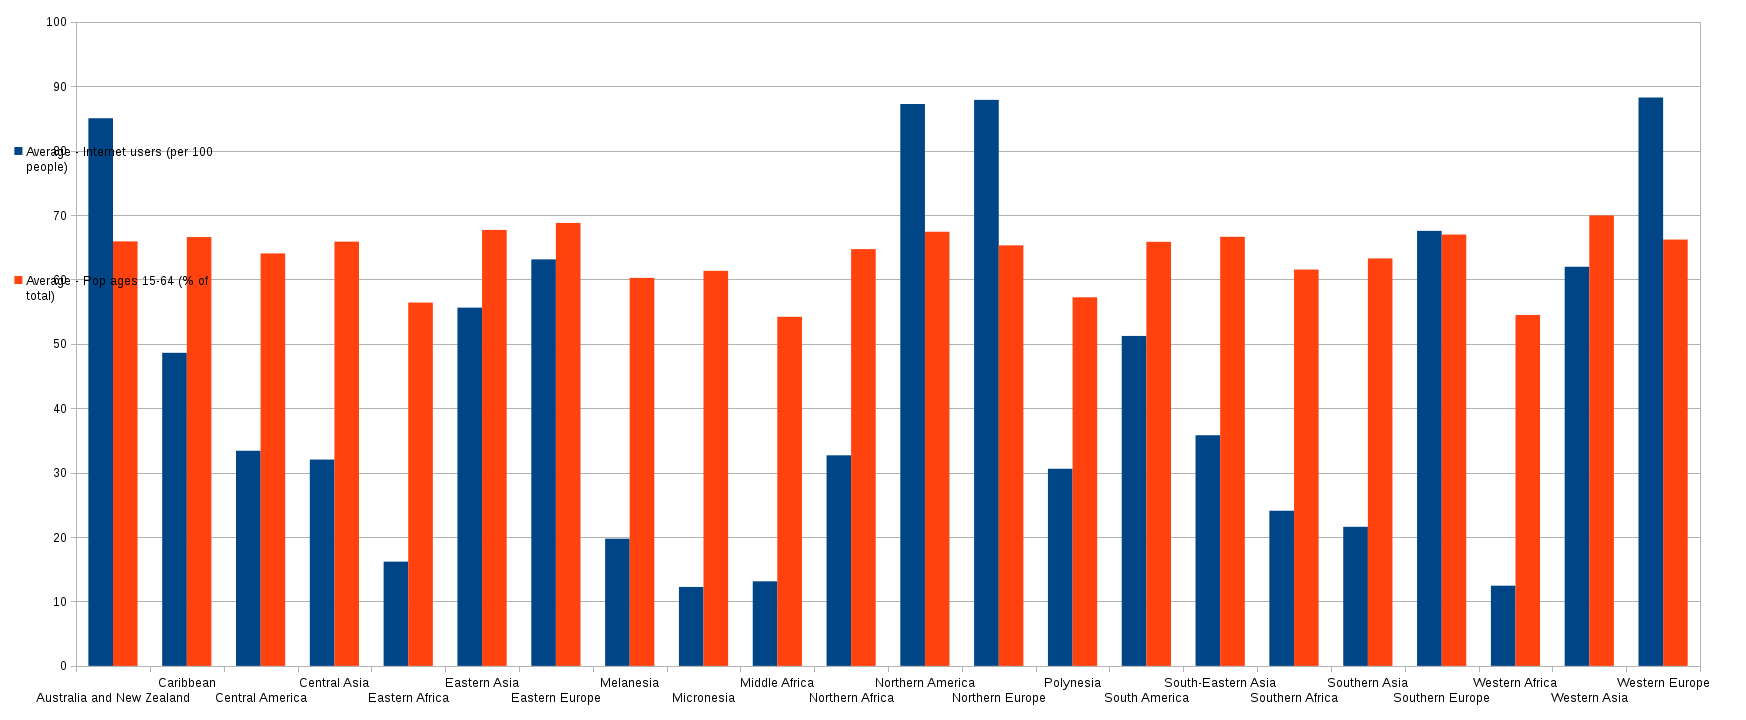 100
90
80
70
60
50
40
30
20
10
0
Average - Internet users (per 100
people)
Average - Pop ages 15-64 (% of
total)
Australia and New Zealand
Caribbean
Central America
Central Asia
Eastern Africa
Eastern Asia
Eastern Europe
Melanesia
Micronesia
Middle Africa
Northern Africa
Northern America
Northern Europe
Polynesia
South America
South-Eastern Asia
Southern Africa
Southern Asia
Southern Europe
Western Africa
Western Asia
Western Europe